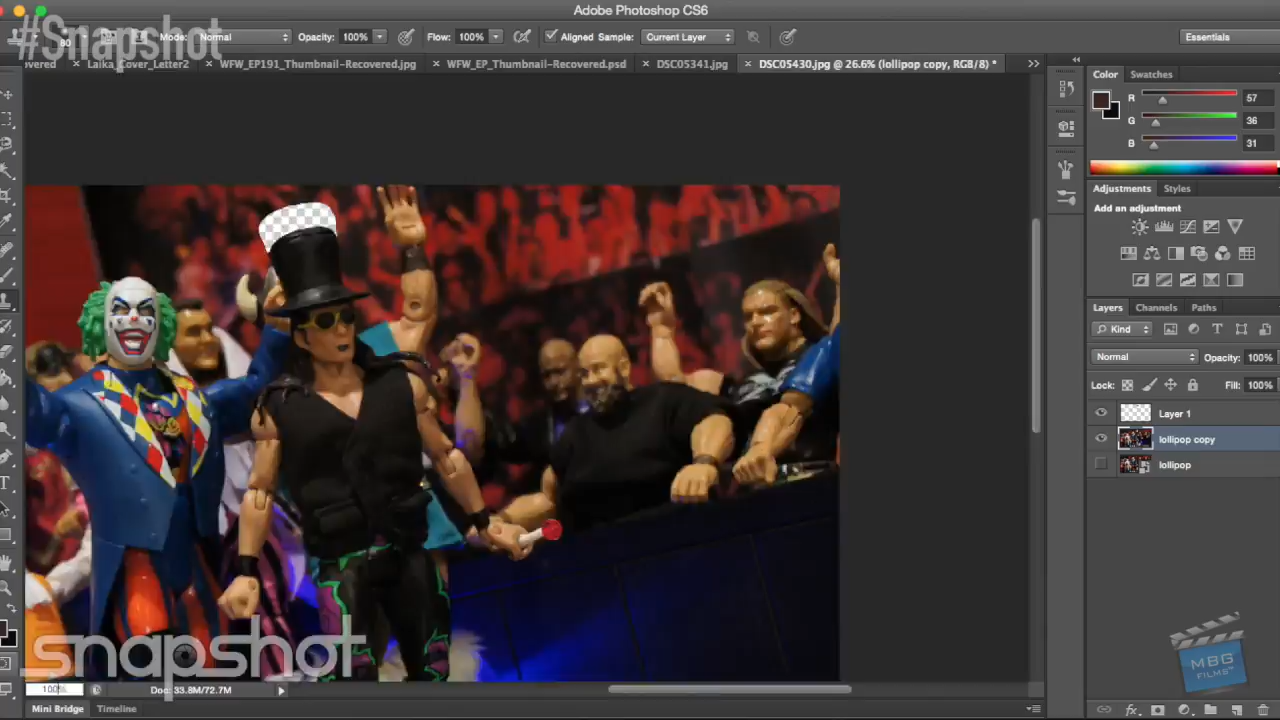 Adobe Photoshop CS6
#Snapshot
80
Mode: Normal
Opacity: 100%
Flow: 100%
Aligned Sample: Current Layer
Essentials
overed
Laika_Cover_Letter2
WFW_EP191_Thumbnail-Recovered.jpg
WFW_EP_Thumbnail-Recovered.psd
DSC05341.jpg
DSC05430.jpg @ 26.6% (lollipop copy, RGB/8) *
Color Swatches
R 57
G 36
B 31
Adjustments Styles
Add an adjustment
Layers Channels Paths
Kind
Normal Opacity: 100%
Lock: Fill: 100%
Layer 1
lollipop copy
lollipop
snapshot
MBG
FILMS
100%
Doc: 33.8M/72.7M
Mini Bridge Timeline